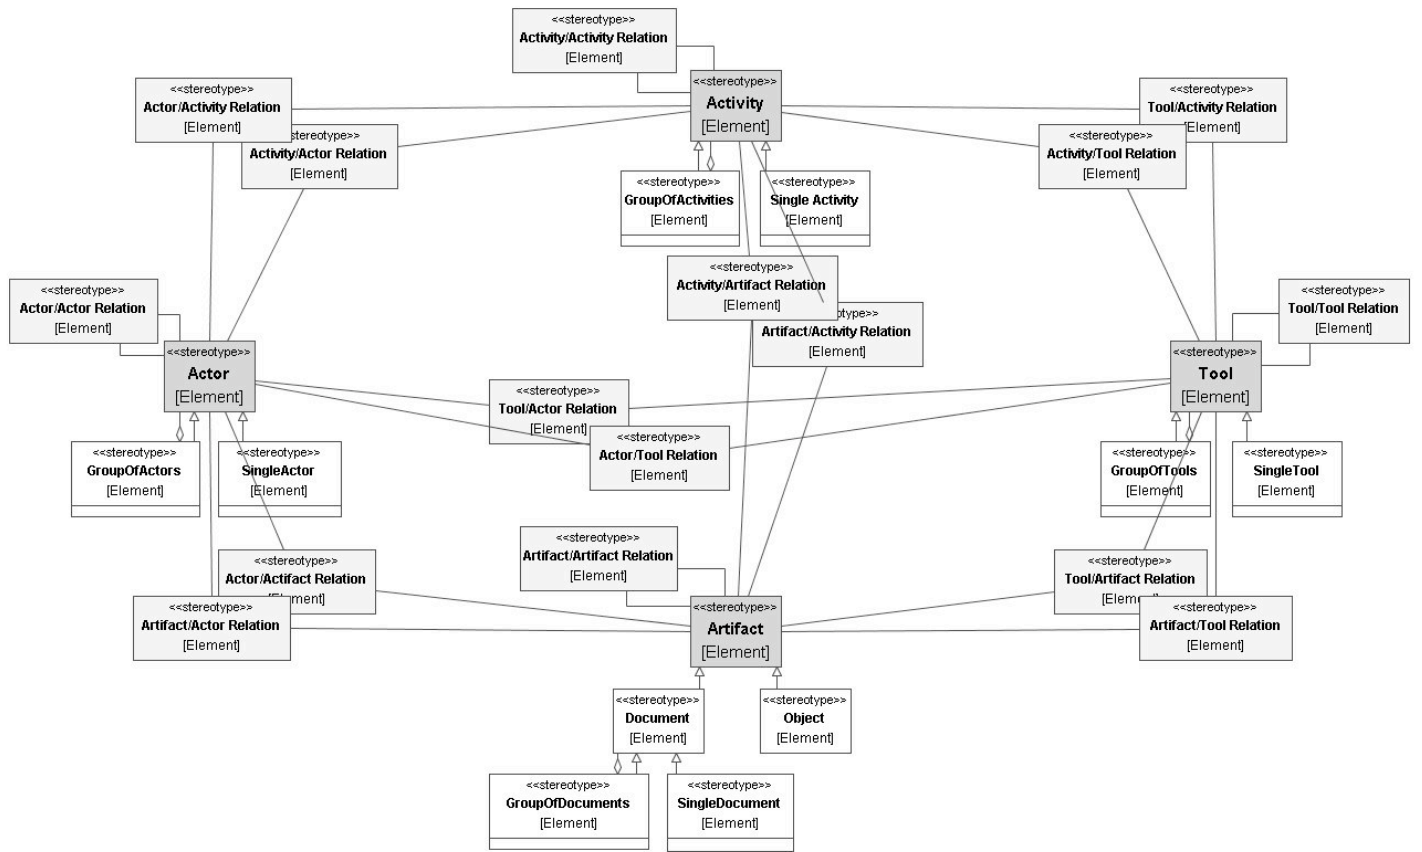 <<stereotype>>
Activity/Activity Relation
[Element]
<<stereotype>>
Activity
[Element]
<<stereotype>>
Actor/Activity Relation
[Element]
<<stereotype>>
Activity/Actor Relation
[Element]
<<stereotype>>
Tool/Activity Relation
[Element]
<<stereotype>>
Activity/Tool Relation
[Element]
<<stereotype>>
GroupOfActivities
[Element]
<<stereotype>>
Single Activity
[Element]
<<stereotype>>
Activity/Artifact Relation
[Element]
<<stereotype>>
Artifact/Activity Relation
[Element]
<<stereotype>>
Actor/Actor Relation
[Element]
<<stereotype>>
Tool/Tool Relation
[Element]
<<stereotype>>
Actor
[Element]
<<stereotype>>
Tool
[Element]
<<stereotype>>
Tool/Actor Relation
[Element]
<<stereotype>>
Actor/Tool Relation
[Element]
<<stereotype>>
GroupOfActors
[Element]
<<stereotype>>
SingleActor
[Element]
<<stereotype>>
GroupOfTools
[Element]
<<stereotype>>
SingleTool
[Element]
<<stereotype>>
Artifact/Artifact Relation
[Element]
<<stereotype>>
Actor/Actifact Relation
[Element]
<<stereotype>>
Artifact/Actor Relation
[Element]
<<stereotype>>
Tool/Artifact Relation
[Element]
<<stereotype>>
Artifact/Tool Relation
[Element]
<<stereotype>>
Artifact
[Element]
<<stereotype>>
Document
[Element]
<<stereotype>>
Object
[Element]
<<stereotype>>
GroupOfDocuments
[Element]
<<stereotype>>
SingleDocument
[Element]